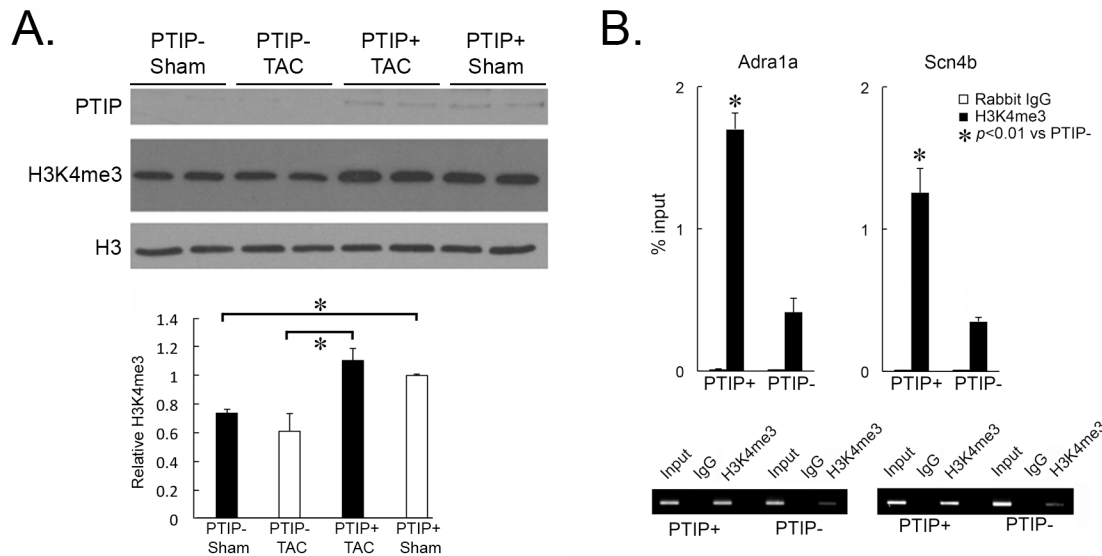 A.
PTIP- PTIP- PTIP+ PTIP+
Sham TAC TAC Sham
PTIP
H3K4me3
H3
*
*
1.4
1.2
1
0.8
0.6
0.4
0.2
0
Relative H3K4me3
PTIP- PTIP- PTIP+ PTIP+
Sham TAC TAC Sham
B.
Adra1a
2
1
0
% input
*
PTIP+ PTIP-
Scn4b
2
1
0
*
Rabbit IgG
H3K4me3
* p<0.01 vs PTIP-
PTIP+ PTIP-
Input IgG H3K4me3 Input IgG H3K4me3
PTIP+ PTIP-
Input IgG H3K4me3 Input IgG H3K4me3
PTIP+ PTIP-